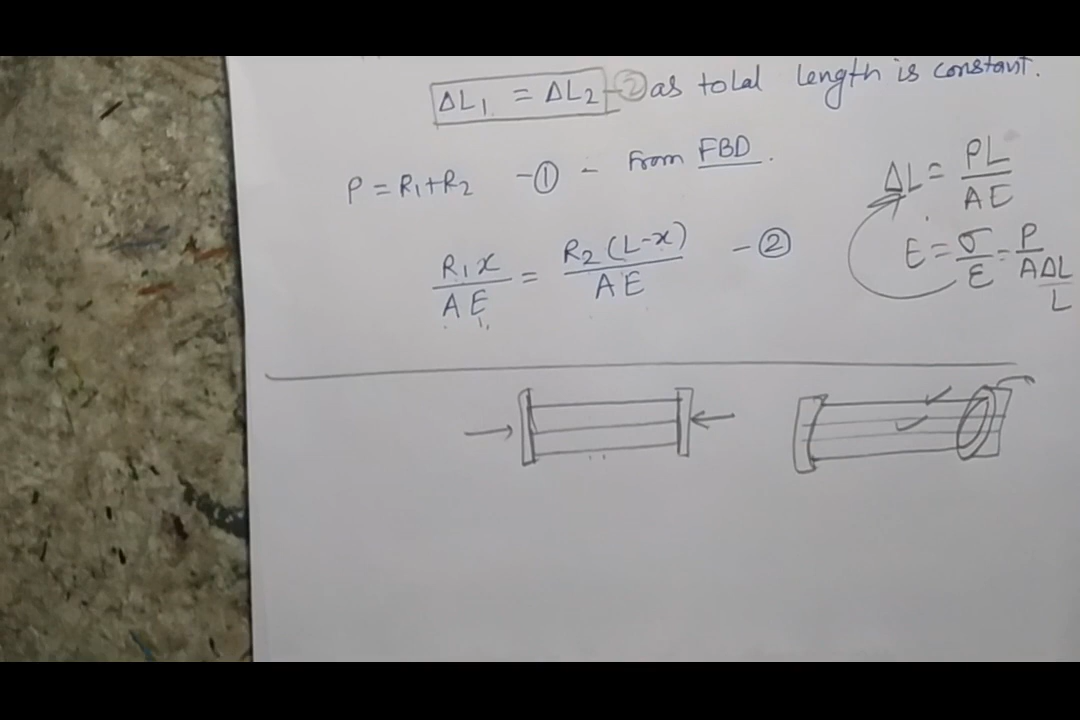 ΔL₁ = ΔL₂ - ② as total length is constant.
P = R₁+R₂ - ① - From FBD.
ΔL = PL/AE
R₁x/AE = R₂(L-x)/AE - ②
E = σ/ε = P/A ΔL/L